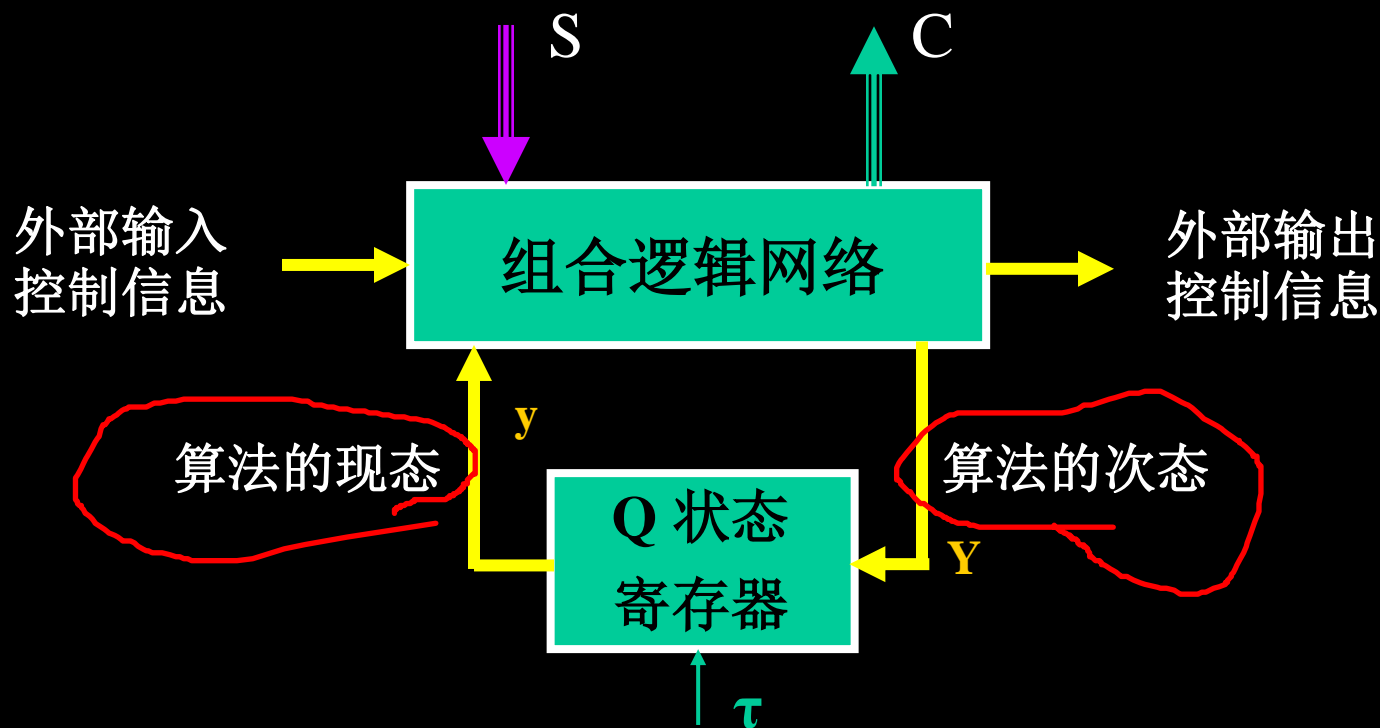 S
C
外部输入
控制信息
组合逻辑网络
外部输出
控制信息
y
算法的现态
算法的次态
Q 状态
寄存器
Y
τ